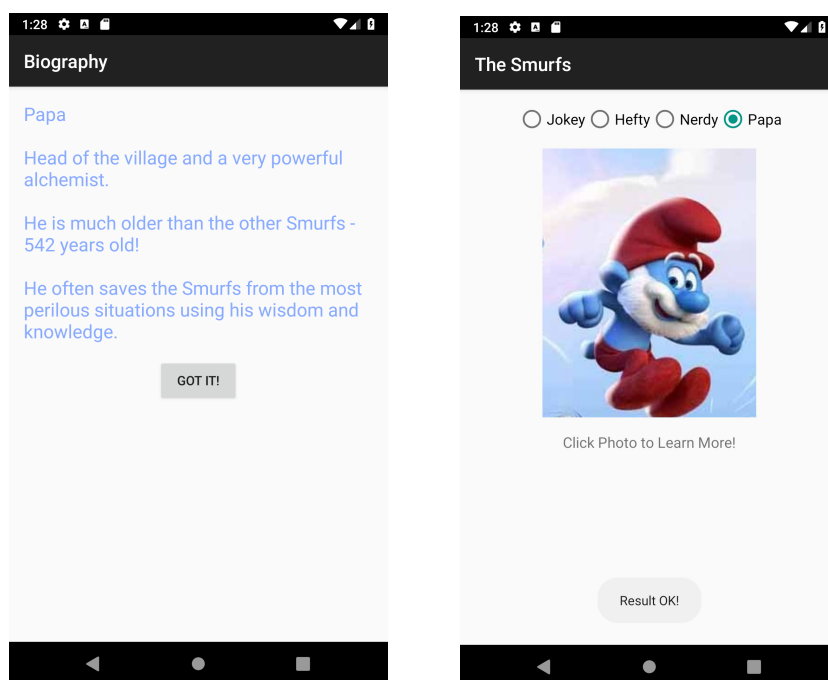 1:28
Biography
Papa
Head of the village and a very powerful
alchemist.
He is much older than the other Smurfs -
542 years old!
He often saves the Smurfs from the most
perilous situations using his wisdom and
knowledge.
GOT IT!
1:28
The Smurfs
Jokey Hefty Nerdy Papa
Click Photo to Learn More!
Result OK!